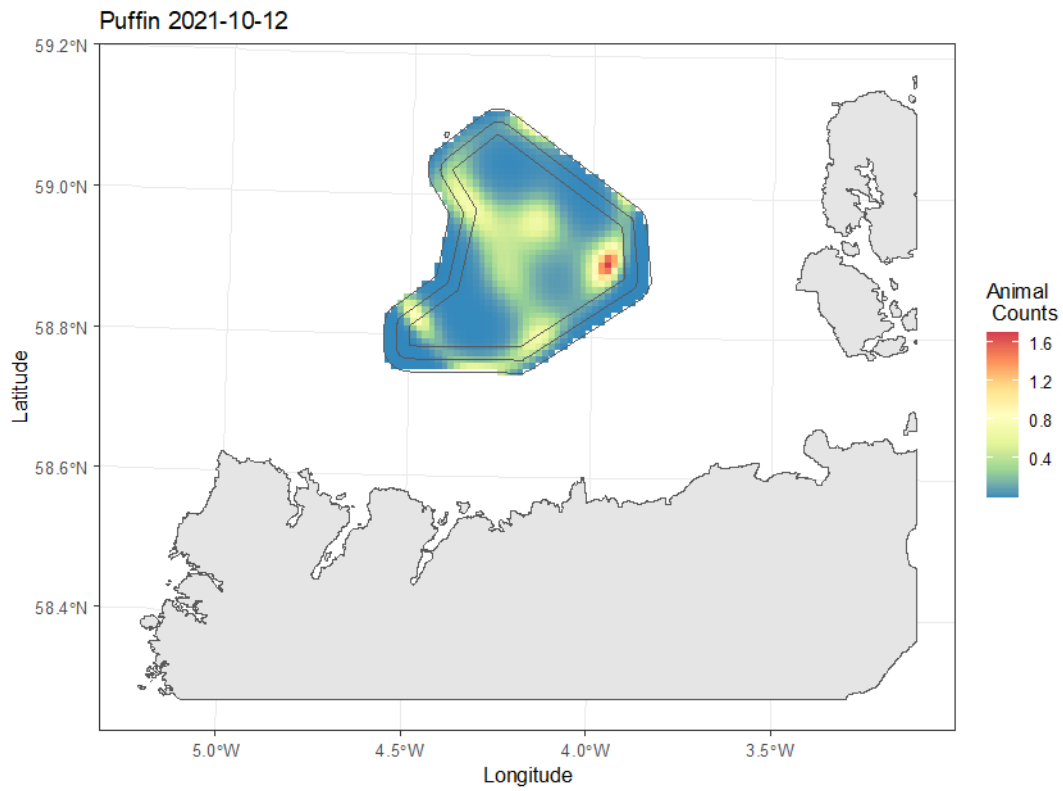 Puffin 2021-10-12
59.2°N
59.0°N
58.8°N
58.6°N
58.4°N
Latitude
5.0°W
4.5°W
4.0°W
3.5°W
Longitude
Animal
Counts
1.6
1.2
0.8
0.4